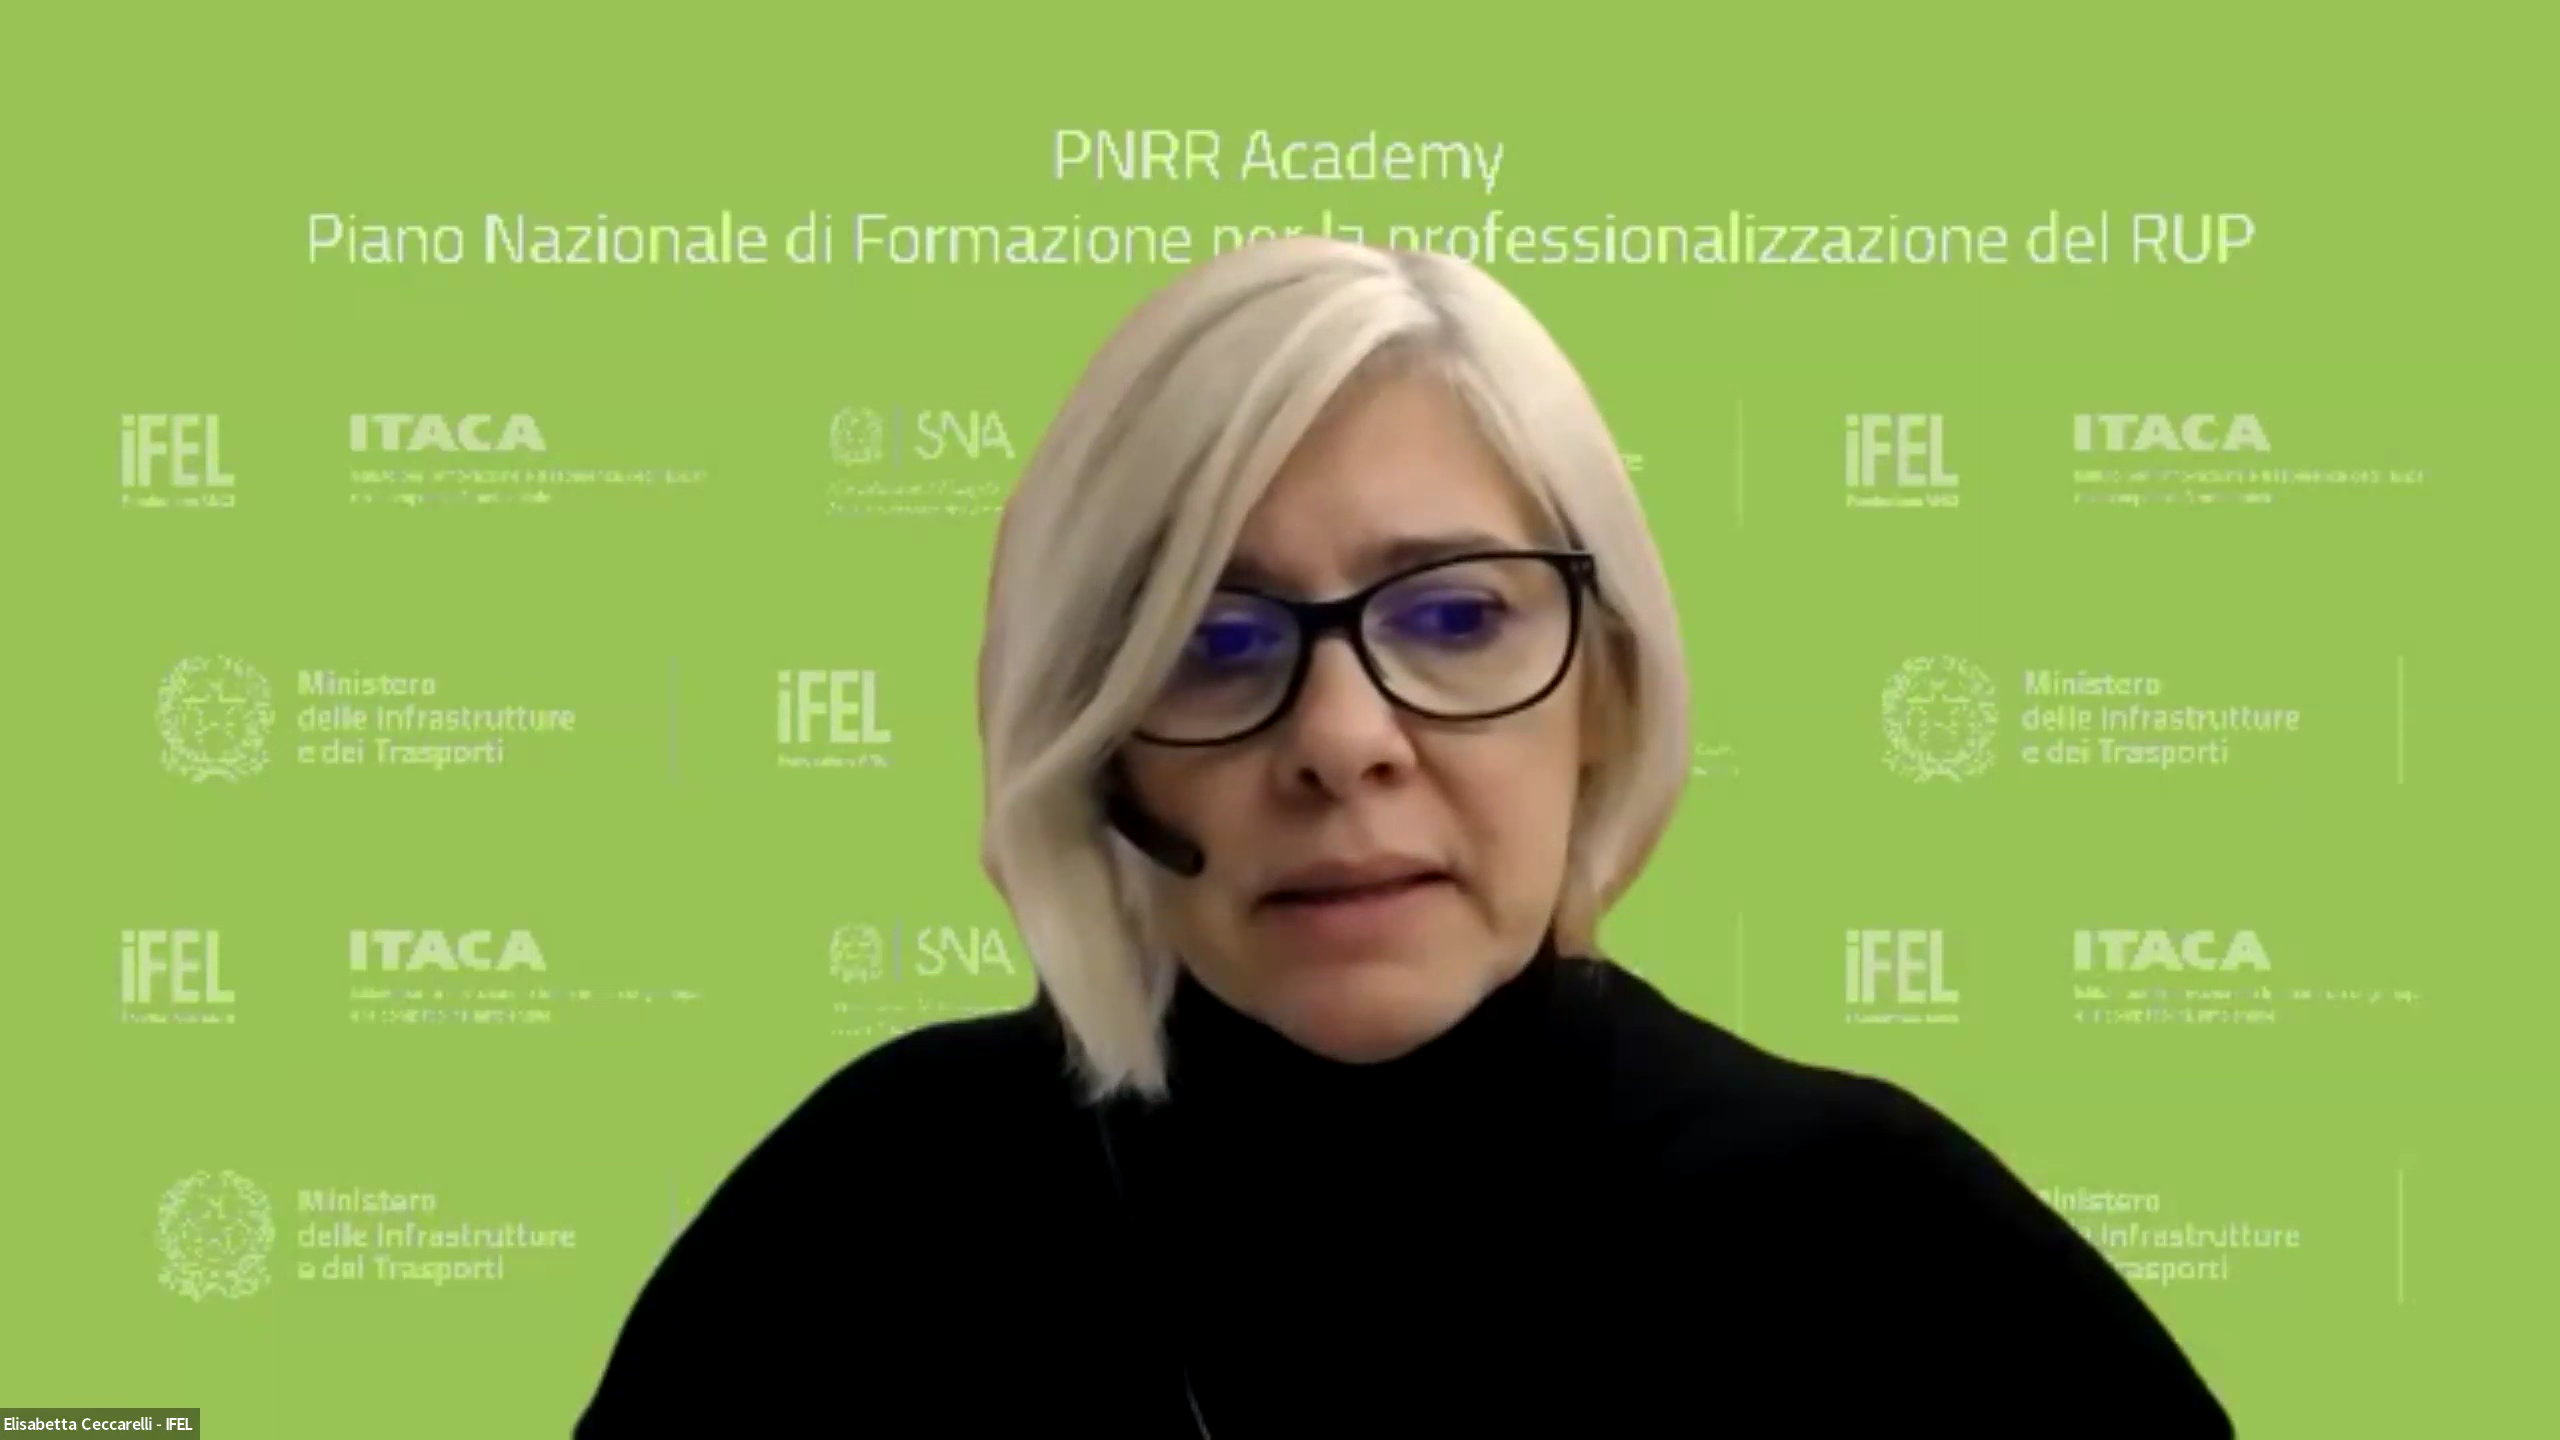 PNRR Academy
Piano Nazionale di Formazione per la professionalizzazione del RUP
iFEL
ITACA
SNA
iFEL
ITACA
Ministero
delle Infrastrutture
e dei Trasporti
iFEL
Ministero
delle Infrastrutture
e dei Trasporti
iFEL
ITACA
SNA
iFEL
ITACA
Ministero
delle Infrastrutture
e dei Trasporti
Ministero
Infrastrutture
Trasporti
Elisabetta Ceccarelli - IFEL